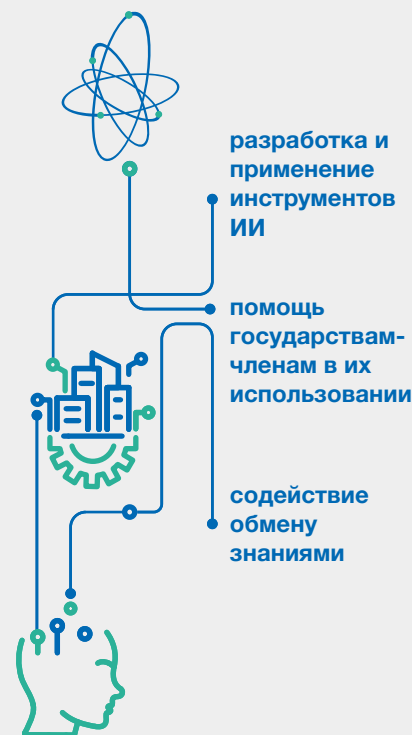 разработка и
применение
инструментов
ИИ
помощь
государствам-
членам в их
использовании
содействие
обмену
знаниями